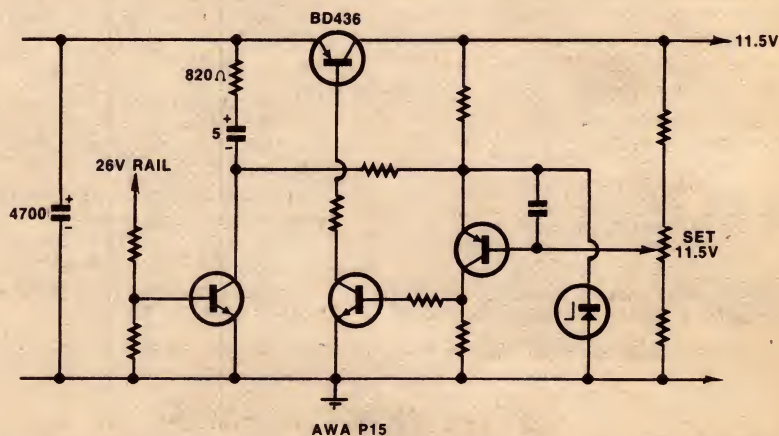 BD436
11.5V
820Ω
5
26V RAIL
4700
SET
11.5V
AWA P15